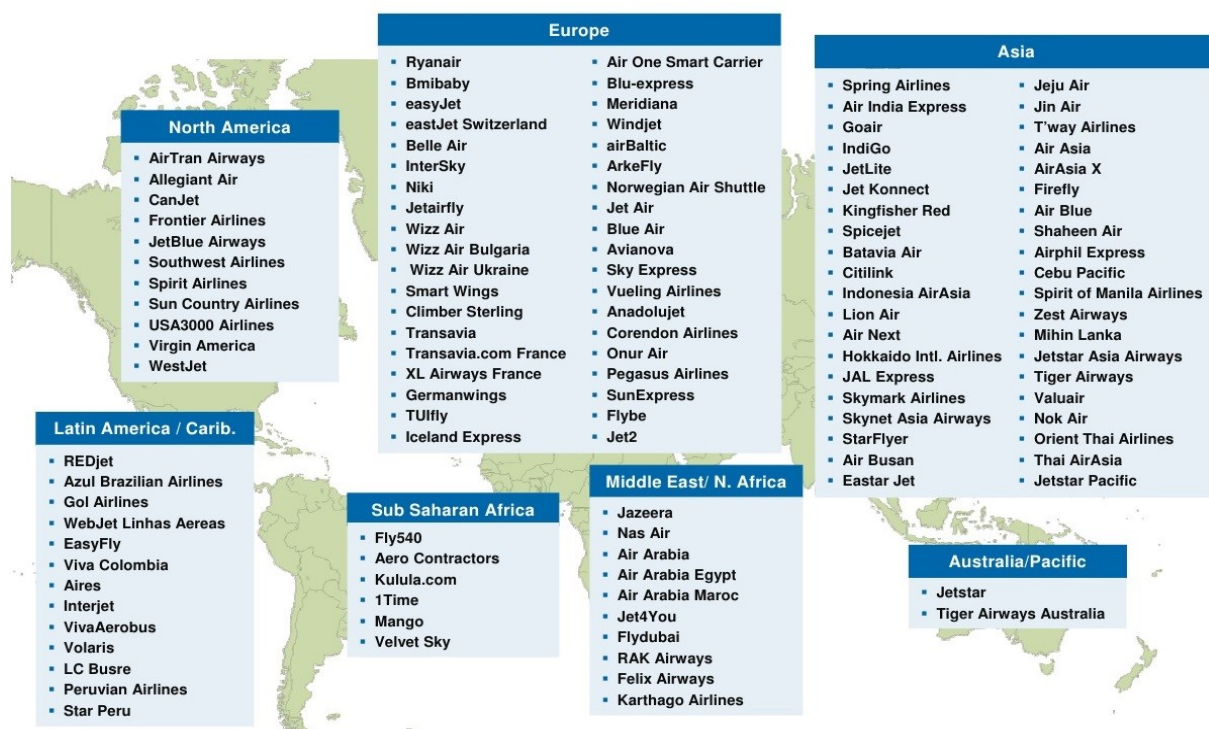 Europe
Ryanair
Bmibaby
easyJet
eastJet Switzerland
Belle Air
InterSky
Niki
Jetairfly
Wizz Air
Wizz Air Bulgaria
Wizz Air Ukraine
Smart Wings
Climber Sterling
Transavia
Transavia.com France
XL Airways France
Germanwings
TUIfly
Iceland Express
Air One Smart Carrier
Blu-express
Meridiana
Windjet
airBaltic
ArkeFly
Norwegian Air Shuttle
Jet Air
Blue Air
Avianova
Sky Express
Vueling Airlines
Anadolujet
Corendon Airlines
Onur Air
Pegasus Airlines
SunExpress
Flybe
Jet2
Asia
Spring Airlines
Air India Express
Goair
IndiGo
JetLite
Jet Konnect
Kingfisher Red
Spicejet
Batavia Air
Citilink
Indonesia AirAsia
Lion Air
Air Next
Hokkaido Intl. Airlines
JAL Express
Skymark Airlines
Skynet Asia Airways
StarFlyer
Air Busan
Eastar Jet
Jeju Air
Jin Air
T'way Airlines
Air Asia
AirAsia X
Firefly
Air Blue
Shaheen Air
Airphil Express
Cebu Pacific
Spirit of Manila Airlines
Zest Airways
Mihin Lanka
Jetstar Asia Airways
Tiger Airways
Valuair
Nok Air
Orient Thai Airlines
Thai AirAsia
Jetstar Pacific
North America
AirTran Airways
Allegiant Air
CanJet
Frontier Airlines
JetBlue Airways
Southwest Airlines
Spirit Airlines
Sun Country Airlines
USA3000 Airlines
Virgin America
WestJet
Latin America / Carib.
REDjet
Azul Brazilian Airlines
Gol Airlines
WebJet Linhas Aereas
EasyFly
Viva Colombia
Aires
Interjet
VivaAerobus
Volaris
LC Busre
Peruvian Airlines
Star Peru
Sub Saharan Africa
Fly540
Aero Contractors
Kulula.com
1Time
Mango
Velvet Sky
Middle East/ N. Africa
Jazeera
Nas Air
Air Arabia
Air Arabia Egypt
Air Arabia Maroc
Jet4You
Flydubai
RAK Airways
Felix Airways
Karthago Airlines
Australia/Pacific
Jetstar
Tiger Airways Australia